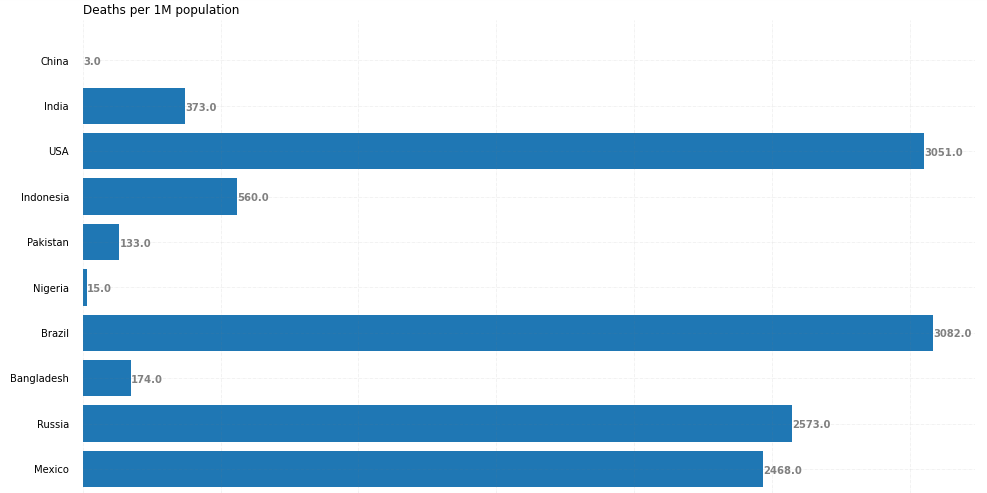 Deaths per 1M population
China 3.0
India 373.0
USA 3051.0
Indonesia 560.0
Pakistan 133.0
Nigeria 15.0
Brazil 3082.0
Bangladesh 174.0
Russia 2573.0
Mexico 2468.0